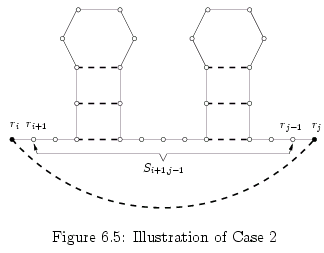 r_i r_{i+1} r_{j−1} r_j
S_{i+1,j−1}
Figure 6.5: Illustration of Case 2